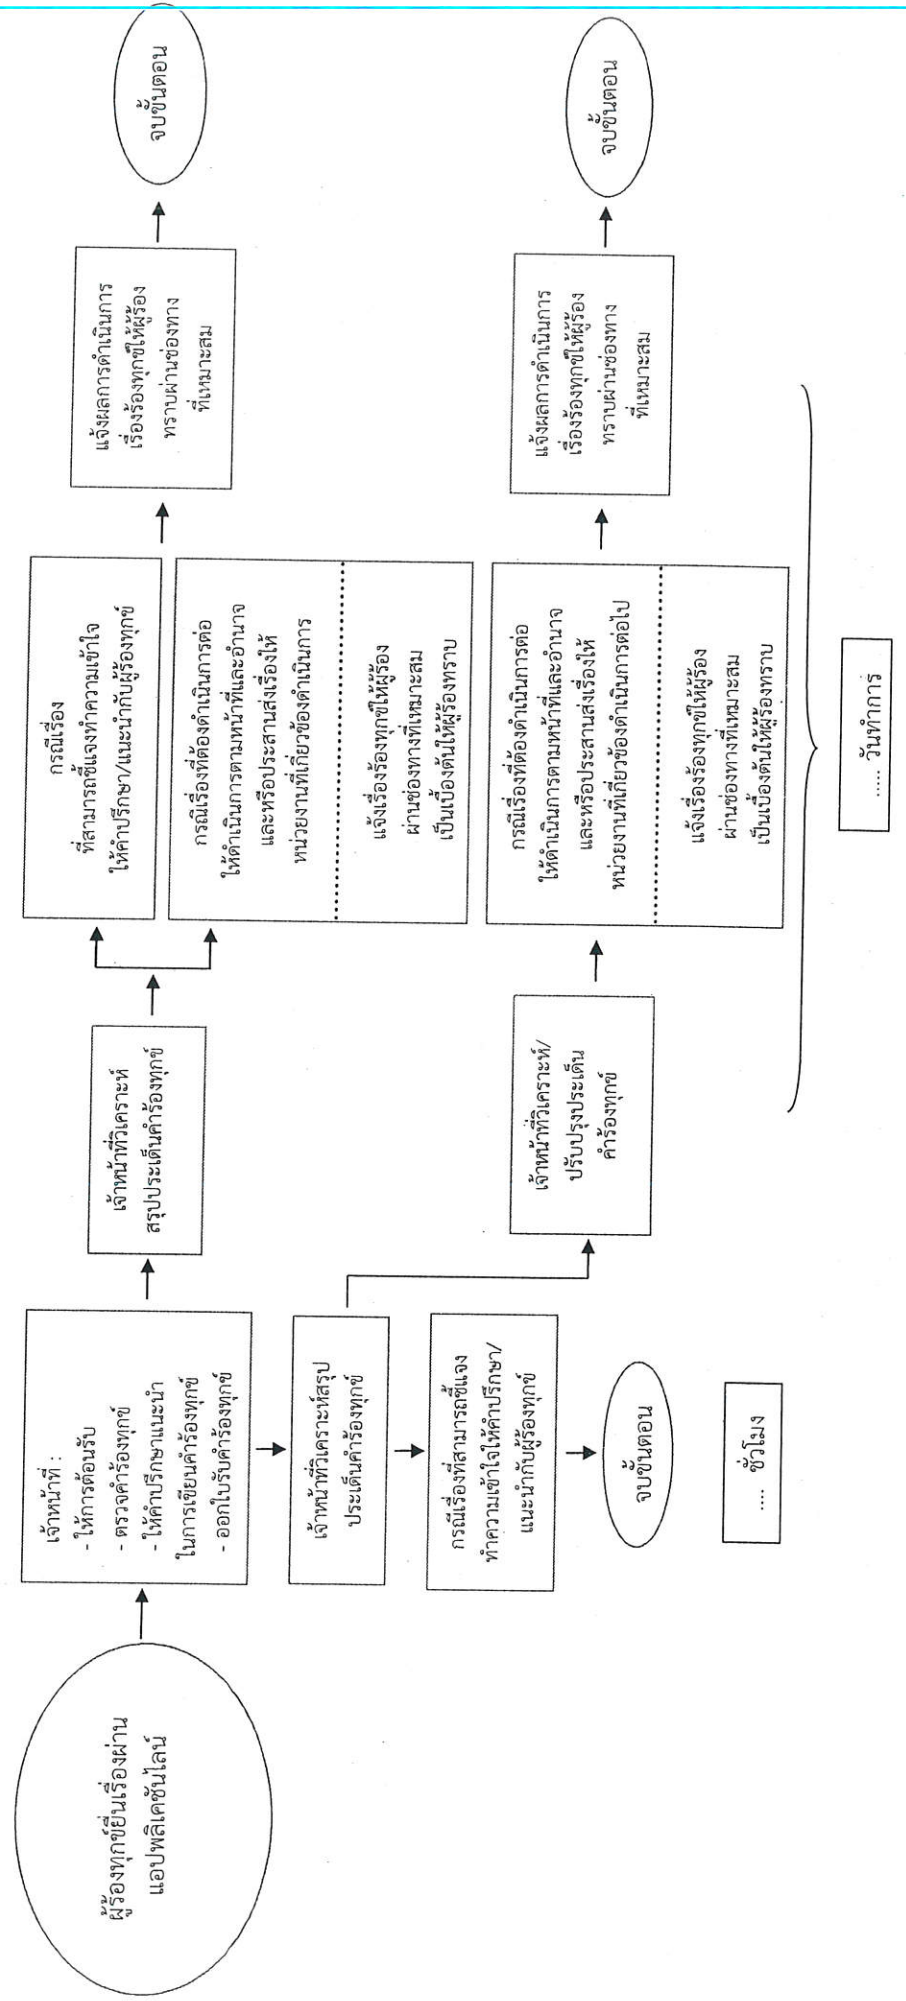 ผู้ร้องทุกข์ยื่นเรื่องผ่าน
แอปพลิเคชันไลน์
เจ้าหน้าที่ :
- ให้การต้อนรับ
- ตรวจคำร้องทุกข์
- ให้คำปรึกษาแนะนำ
ในการเขียนคำร้องทุกข์
- ออกใบรับคำร้องทุกข์
เจ้าหน้าที่วิเคราะห์
สรุปประเด็นคำร้องทุกข์
กรณีเรื่อง
ที่สามารถชี้แจงทำความเข้าใจ
ให้คำปรึกษา/แนะนำกับผู้ร้องทุกข์
กรณีเรื่องที่ต้องดำเนินการต่อ
ให้ดำเนินการตามหน้าที่และอำนาจ
และหรือประสานส่งเรื่องให้
หน่วยงานที่เกี่ยวข้องดำเนินการ
แจ้งเรื่องร้องทุกข์ให้ผู้ร้อง
ผ่านช่องทางที่เหมาะสม
เป็นเบื้องต้นให้ผู้ร้องทราบ
แจ้งผลการดำเนินการ
เรื่องร้องทุกข์ให้ผู้ร้อง
ทราบผ่านช่องทาง
ที่เหมาะสม
จบขั้นตอน
เจ้าหน้าที่วิเคราะห์สรุป
ประเด็นคำร้องทุกข์
กรณีเรื่องที่สามารถชี้แจง
ทำความเข้าใจให้คำปรึกษา/
แนะนำกับผู้ร้องทุกข์
จบขั้นตอน
.... ชั่วโมง
เจ้าหน้าที่วิเคราะห์/
ปรับปรุงประเด็น
คำร้องทุกข์
กรณีเรื่องที่ต้องดำเนินการต่อ
ให้ดำเนินการตามหน้าที่และอำนาจ
และหรือประสานส่งเรื่องให้
หน่วยงานที่เกี่ยวข้องดำเนินการต่อไป
แจ้งเรื่องร้องทุกข์ให้ผู้ร้อง
ผ่านช่องทางที่เหมาะสม
เป็นเบื้องต้นให้ผู้ร้องทราบ
แจ้งผลการดำเนินการ
เรื่องร้องทุกข์ให้ผู้ร้อง
ทราบผ่านช่องทาง
ที่เหมาะสม
จบขั้นตอน
..... วันทำการ